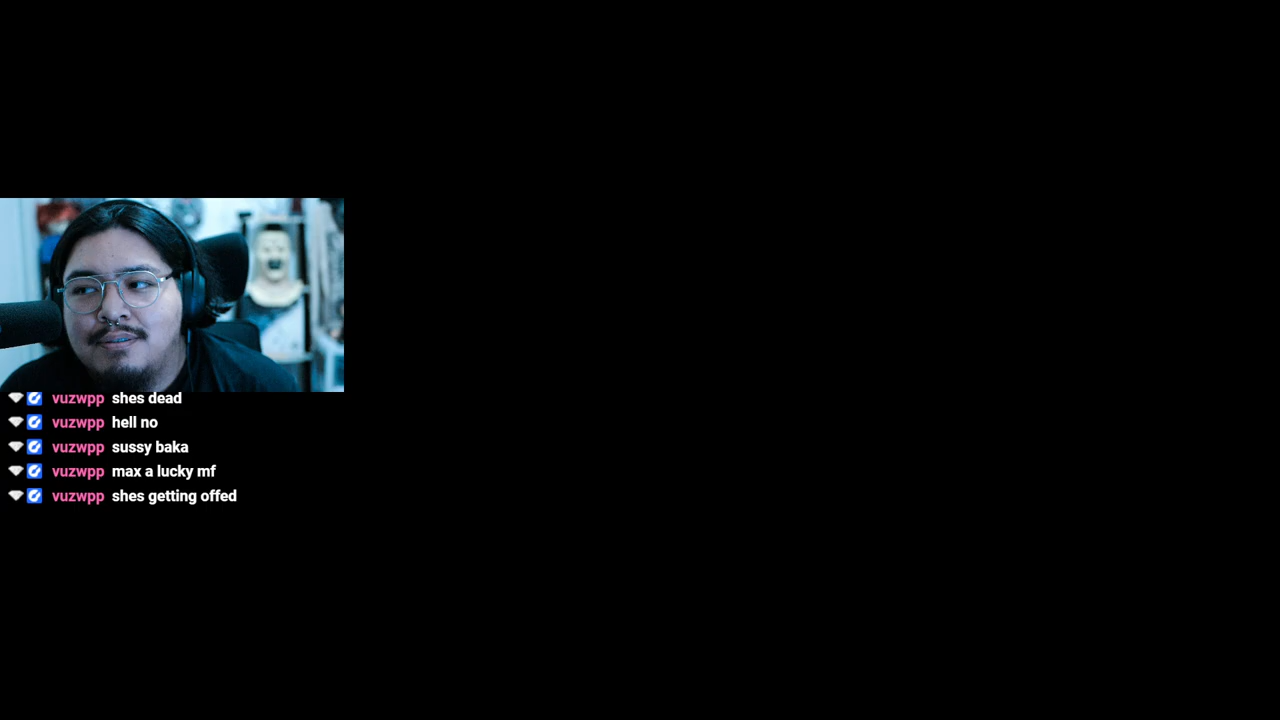 vuzwpp shes dead
vuzwpp hell no
vuzwpp sussy baka
vuzwpp max a lucky mf
vuzwpp shes getting offed